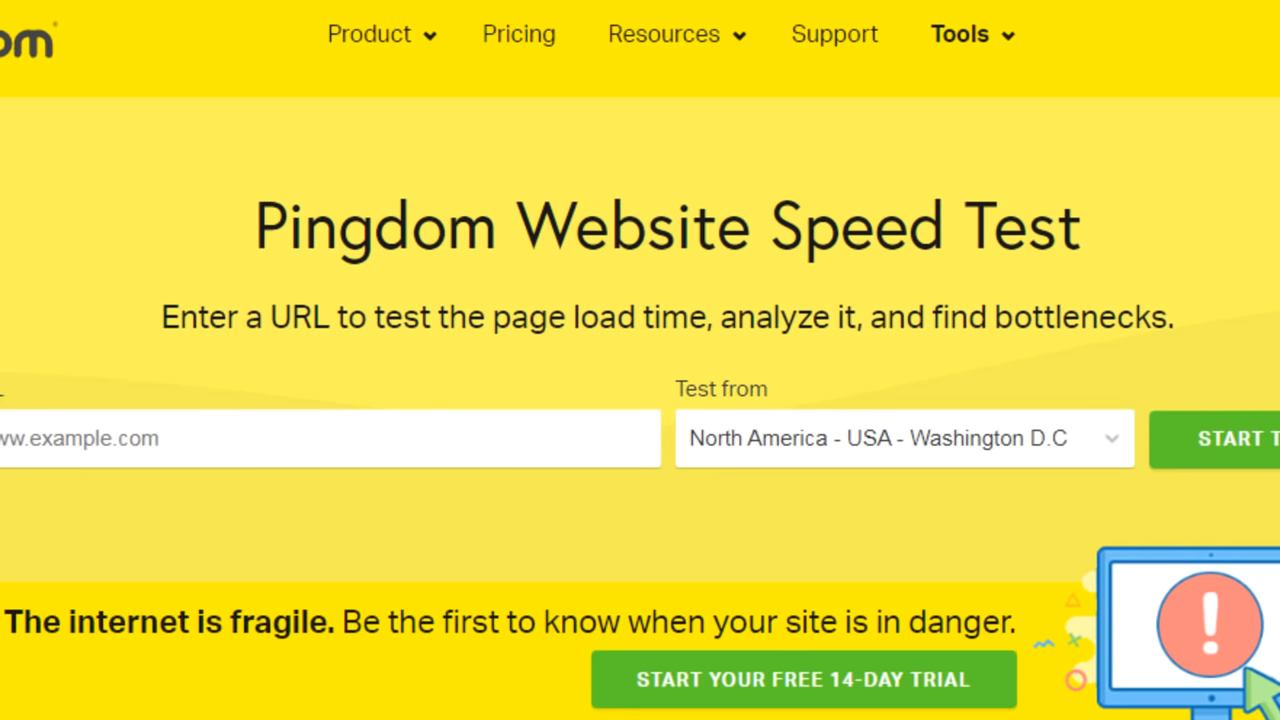 om
Product Pricing Resources Support Tools
Pingdom Website Speed Test
Enter a URL to test the page load time, analyze it, and find bottlenecks.
Test from
ww.example.com North America - USA - Washington D.C START T
The internet is fragile. Be the first to know when your site is in danger.
START YOUR FREE 14-DAY TRIAL